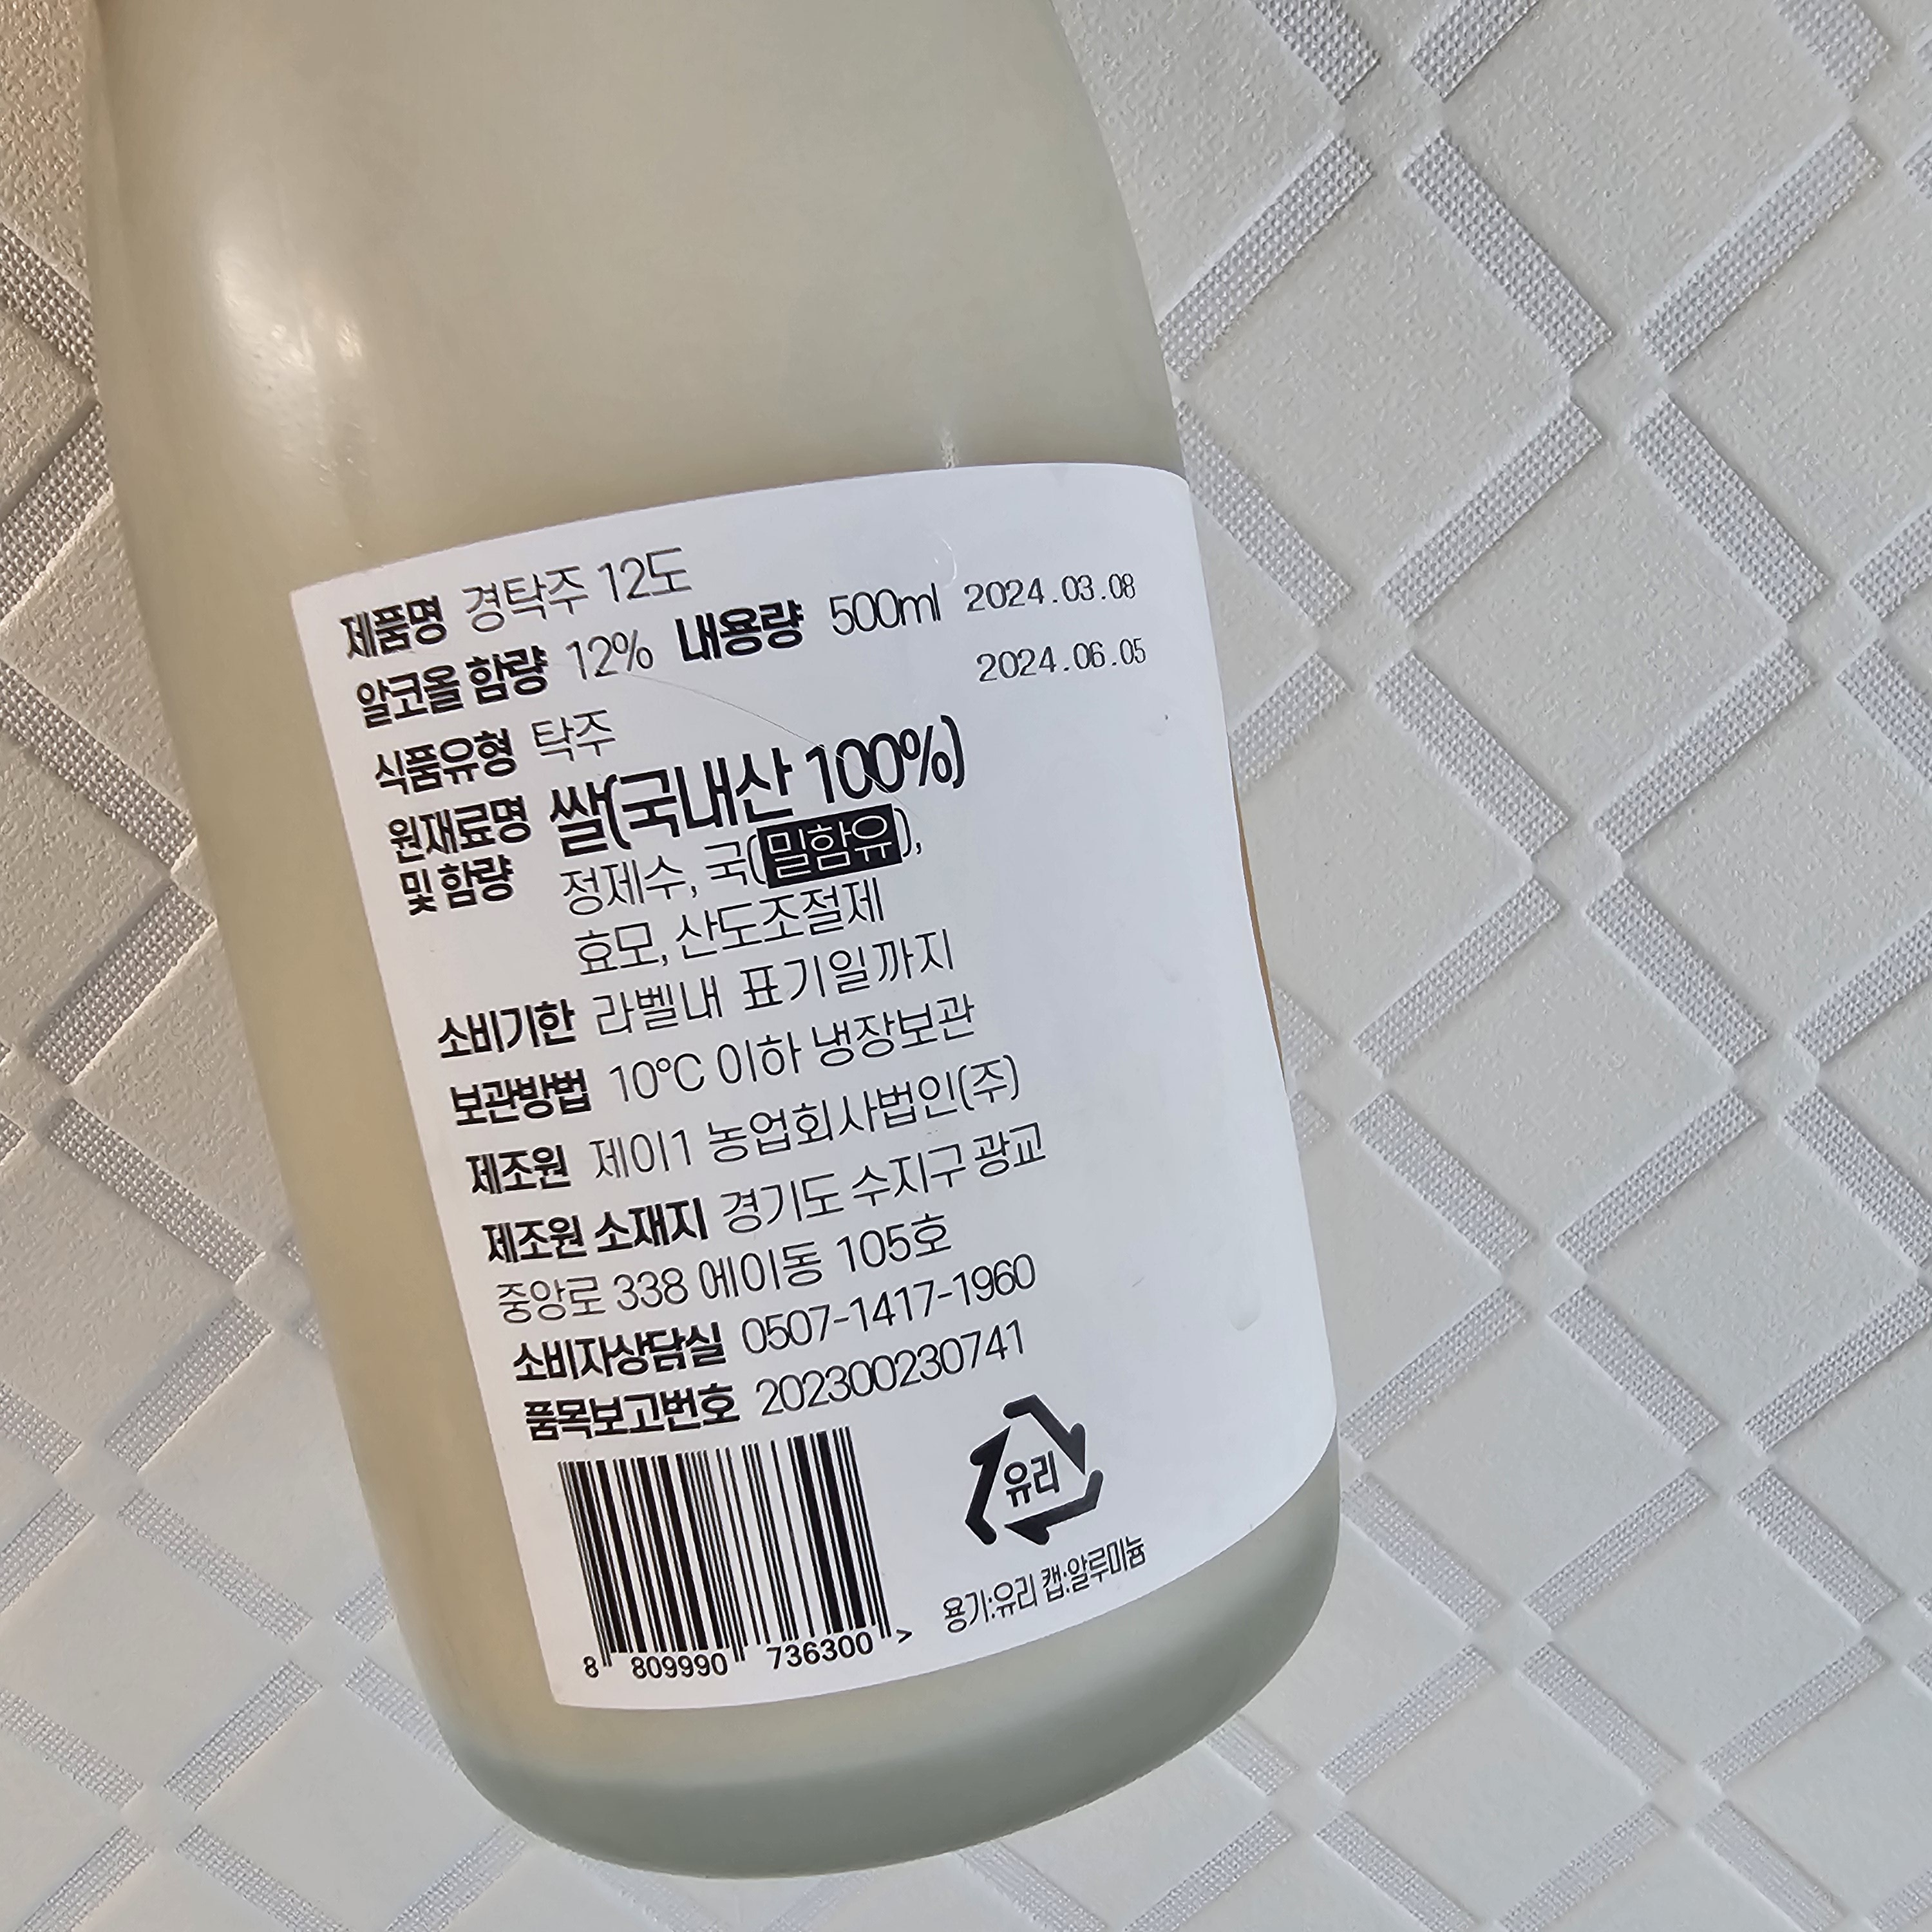 제품명 경탁주 12도
알코올 함량 12% 내용량 500ml 2024.03.08
2024.06.05
식품유형 탁주
원재료명 쌀(국내산 100%)
및 함량 정제수, 국(밀함유),
효모, 산도조절제
소비기한 라벨내 표기일까지
보관방법 10℃ 이하 냉장보관
제조원 제이1 농업회사법인(주)
제조원 소재지 경기도 수지구 광교
중앙로 338 에이동 105호
소비자상담실 0507-1417-1960
품목보고번호 202300230741
유리
용기:유리 캡:알루미늄
8 809990 736300 >